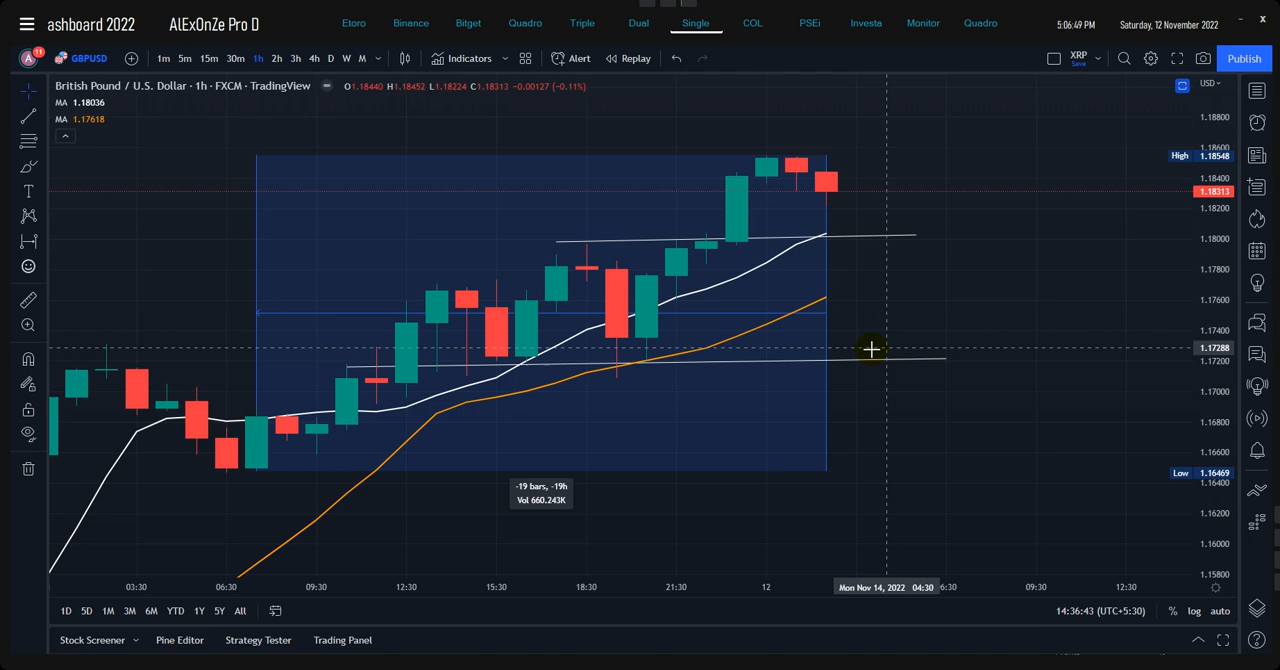 ashboard 2022 AlExOnZe Pro D Etoro Binance Bitget Quadro Triple Dual Single COL PSEi Investa Monitor Quadro 5:06:49 PM Saturday, 12 November 2022 – x
A 11 GBPUSD 1m 5m 15m 30m 1h 2h 3h 4h D W M Indicators Alert Replay XRP Save Publish
British Pound / U.S. Dollar · 1h · FXCM · TradingView O1.18440 H1.18452 L1.18224 C1.18313 −0.00127 (−0.11%) USD
MA 1.18036
MA 1.17618
1.18800
1.18600
High 1.18548
1.18400
1.18313
1.18200
1.18000
1.17800
1.17600
1.17400
1.17288
1.17200
1.17000
1.16800
1.16600
Low 1.16469
1.16400
1.16200
1.16000
1.15800
-19 bars, -19h
Vol 660.243K
03:30 06:30 09:30 12:30 15:30 18:30 21:30 12 Mon Nov 14, 2022 04:30 6:30 09:30 12:30
1D 5D 1M 3M 6M YTD 1Y 5Y All 14:36:43 (UTC+5:30) % log auto
Stock Screener Pine Editor Strategy Tester Trading Panel